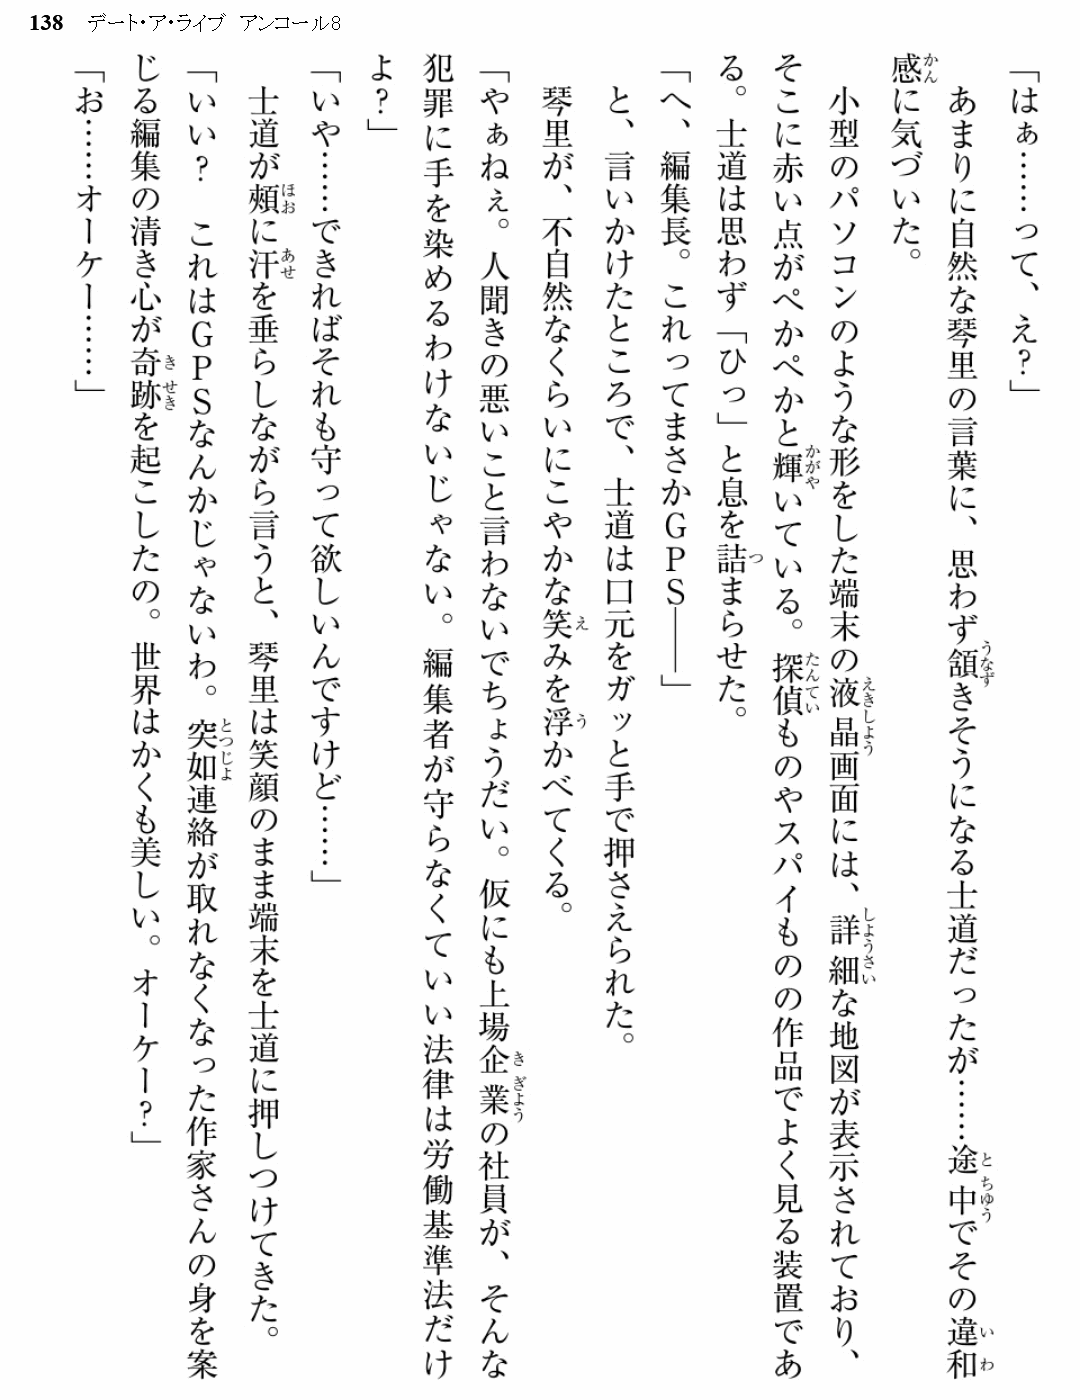 138 デート・ア・ライブ アンコール8
「はぁ……って、え?」
あまりに自然な琴里の言葉に、思わず頷きそうになる士道だったが……途中でその違和
感に気づいた。
小型のパソコンのような形をした端末の液晶画面には、詳細な地図が表示されており、
そこに赤い点がぺかぺかと輝いている。探偵ものやスパイものの作品でよく見る装置であ
る。士道は思わず「ひっ」と息を詰まらせた。
「へ、編集長。これってまさかGPS――」
と、言いかけたところで、士道は口元をガッと手で押さえられた。
琴里が、不自然なくらいにこやかな笑みを浮かべてくる。
「やぁねぇ。人聞きの悪いこと言わないでちょうだい。仮にも上場企業の社員が、そんな
犯罪に手を染めるわけないじゃない。編集者が守らなくていい法律は労働基準法だけ
よ?」
「いや……できればそれも守って欲しいんですけど……」
士道が頬に汗を垂らしながら言うと、琴里は笑顔のまま端末を士道に押しつけてきた。
「いい? これはGPSなんかじゃないわ。突如連絡が取れなくなった作家さんの身を案
じる編集の清き心が奇跡を起こしたの。世界はかくも美しい。オーケー?」
「お……オーケー……」